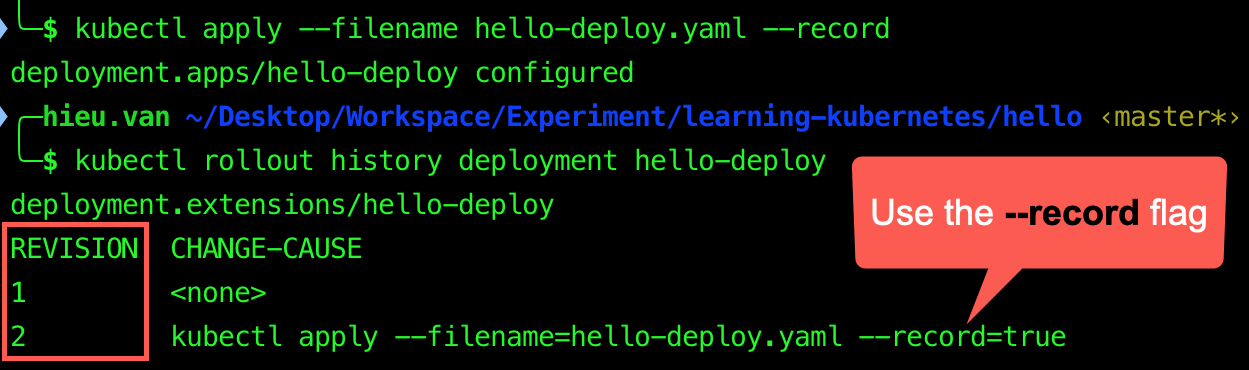 $ kubectl apply --filename hello-deploy.yaml --record
deployment.apps/hello-deploy configured
hieu.van ~/Desktop/Workspace/Experiment/learning-kubernetes/hello ‹master*›
$ kubectl rollout history deployment hello-deploy
deployment.extensions/hello-deploy
Use the --record flag
REVISION CHANGE-CAUSE
1 <none>
2 kubectl apply --filename=hello-deploy.yaml --record=true